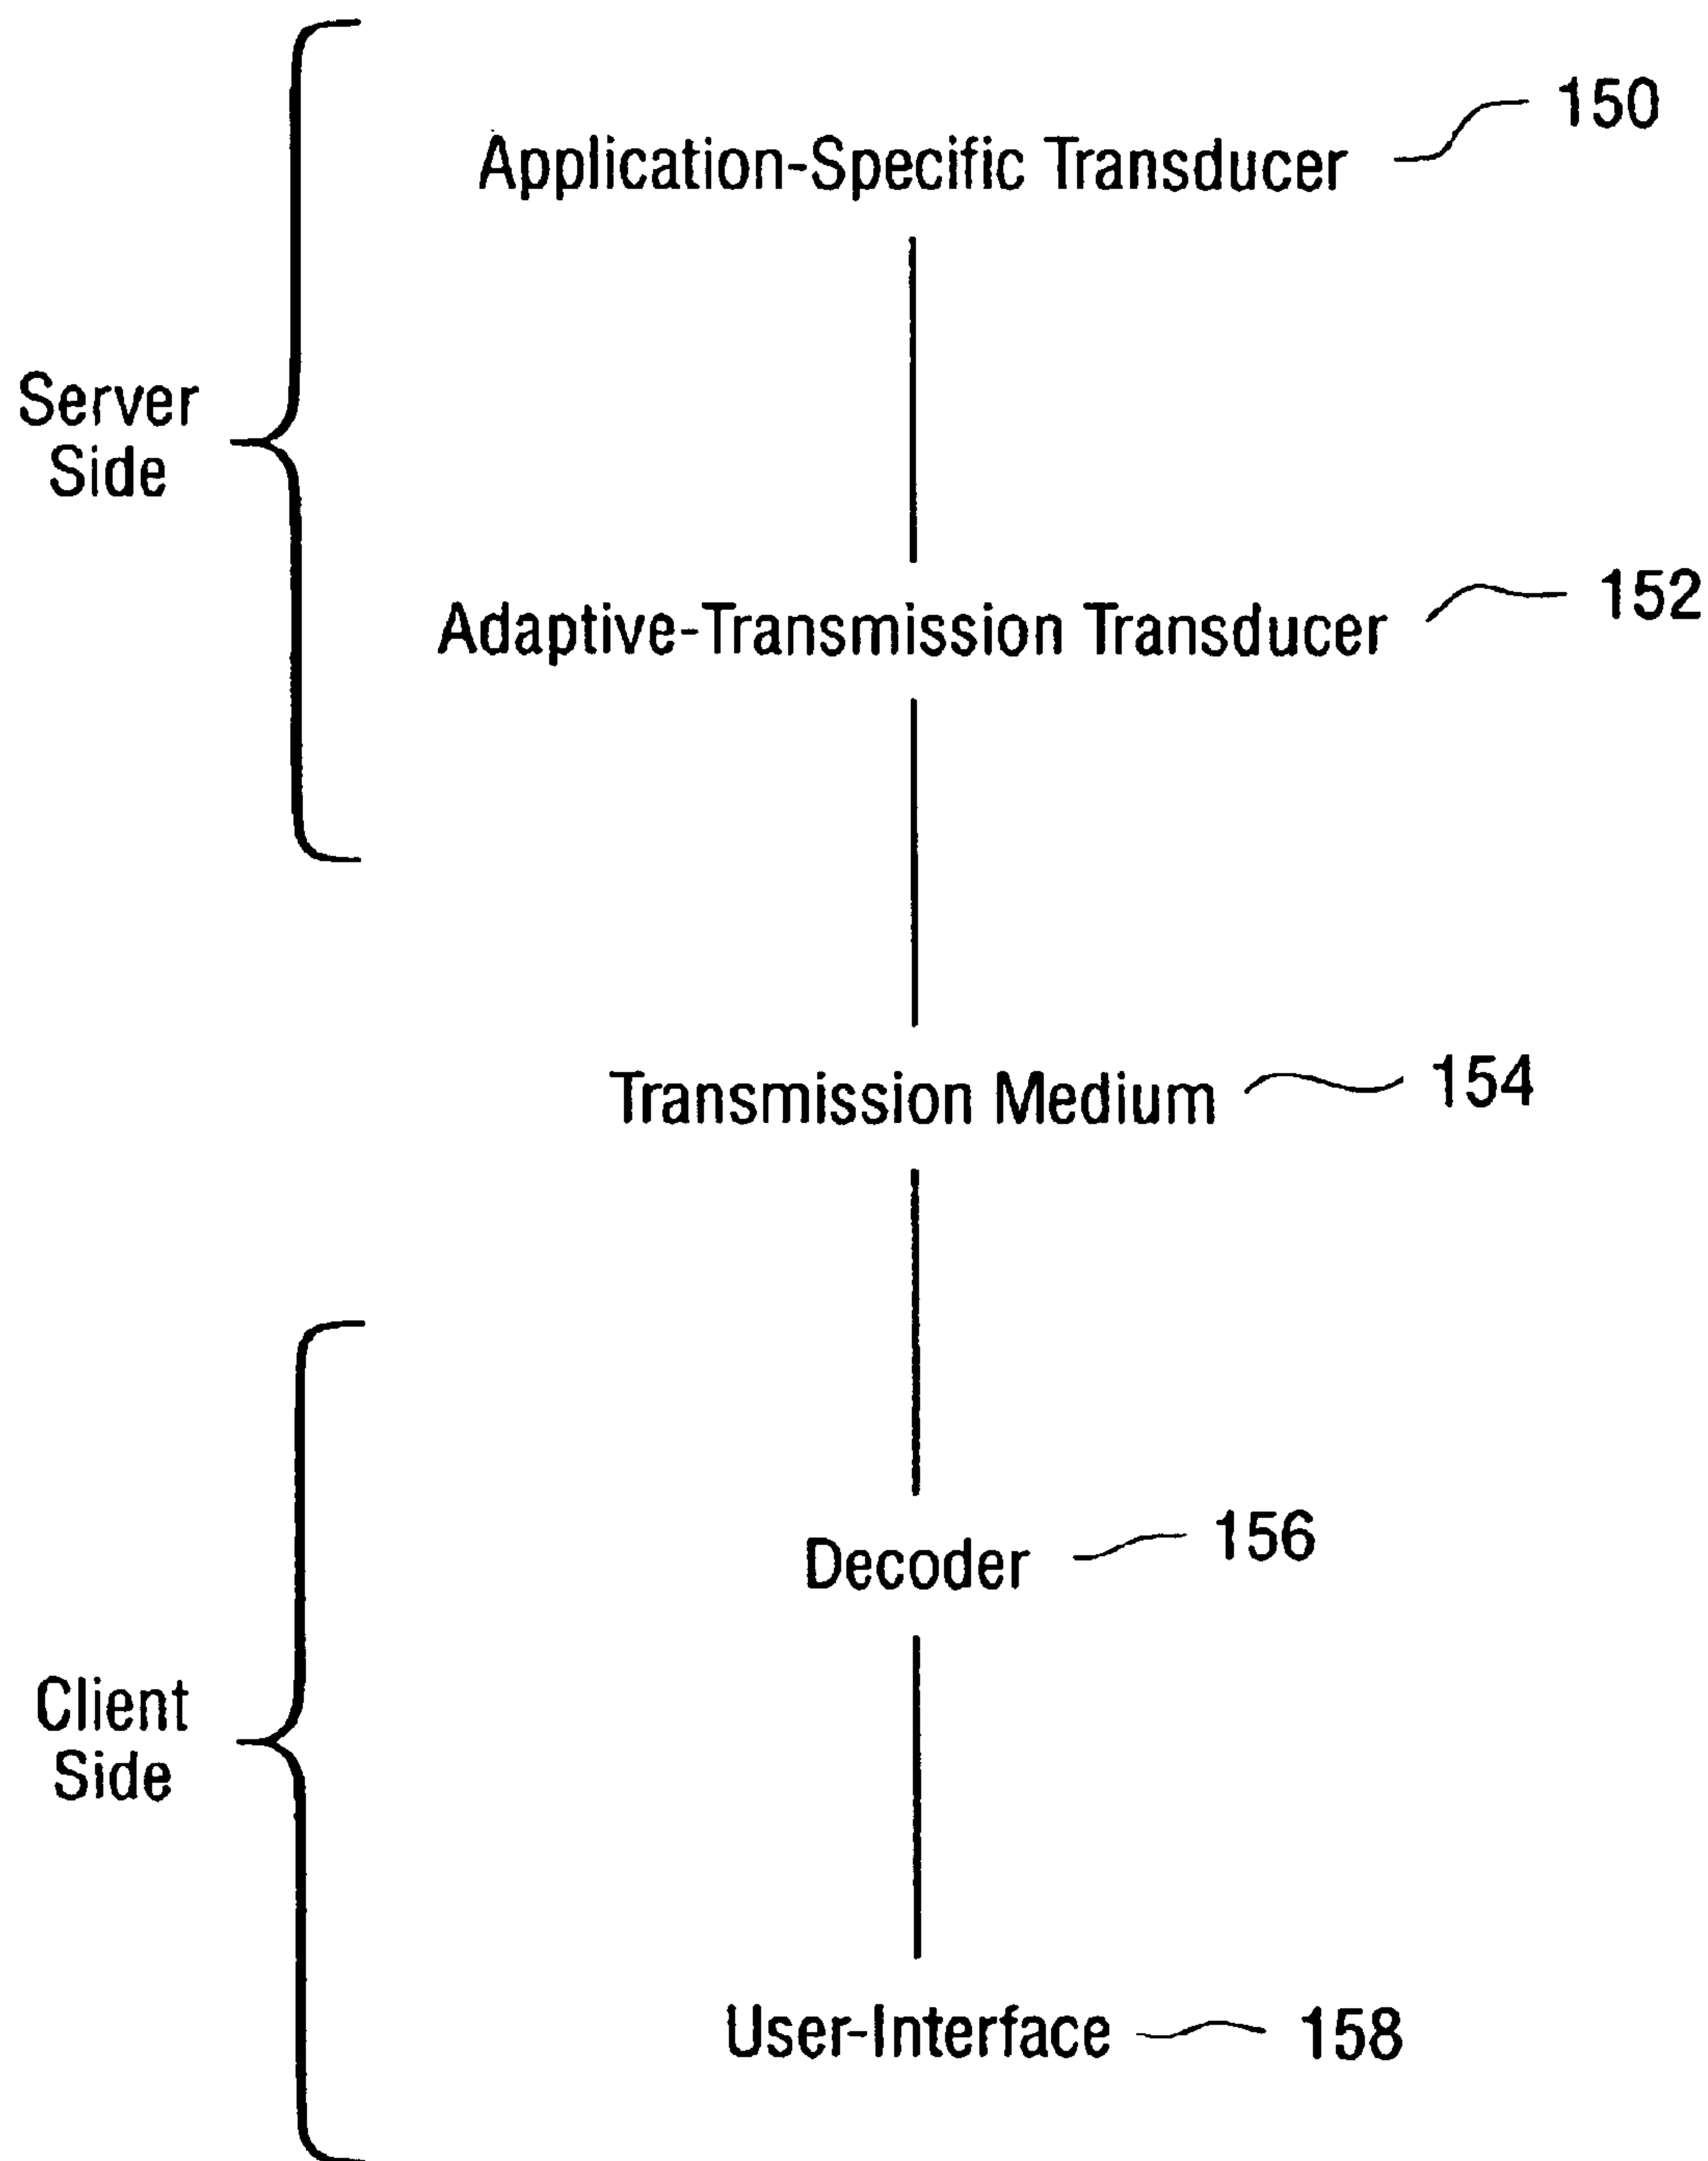 150
Application-Specific Transducer
Server
Side
152
Adaptive-Transmission Transducer
Transmission Medium
154
Decoder
156
Client
Side
User-Interface
158